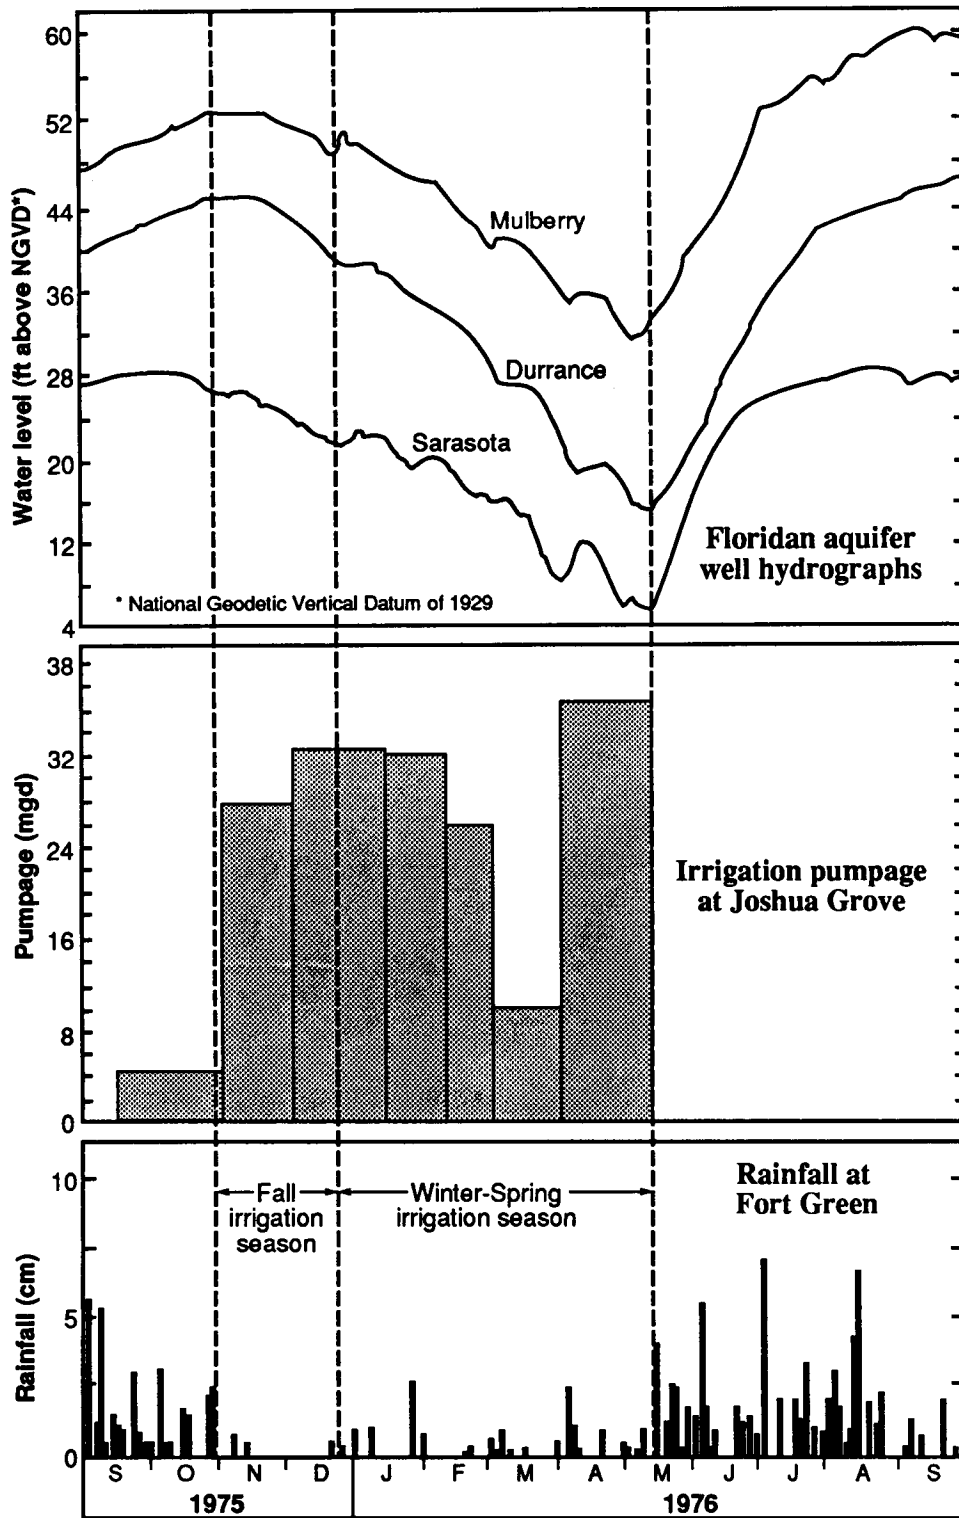 60
52
44
36
28
20
12
4
Water level (ft above NGVD*)
Mulberry
Durrance
Sarasota
Floridan aquifer
well hydrographs
* National Geodetic Vertical Datum of 1929
38
32
24
16
8
0
Pumpage (mgd)
Irrigation pumpage
at Joshua Grove
10
5
0
Rainfall (cm)
Fall
irrigation
season
Winter-Spring
irrigation season
Rainfall at
Fort Green
S O N D J F M A M J J A S
1975 1976